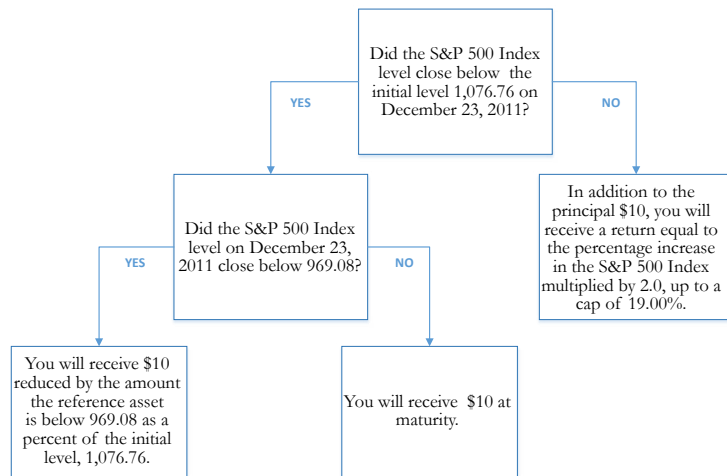 Did the S&P 500 Index
level close below the
initial level 1,076.76 on
December 23, 2011?
YES
NO
Did the S&P 500 Index
level on December 23,
2011 close below 969.08?
In addition to the
principal $10, you will
receive a return equal to
the percentage increase
in the S&P 500 Index
multiplied by 2.0, up to a
cap of 19.00%.
YES
NO
You will receive $10
reduced by the amount
the reference asset
is below 969.08 as a
percent of the initial
level, 1,076.76.
You will receive $10 at
maturity.